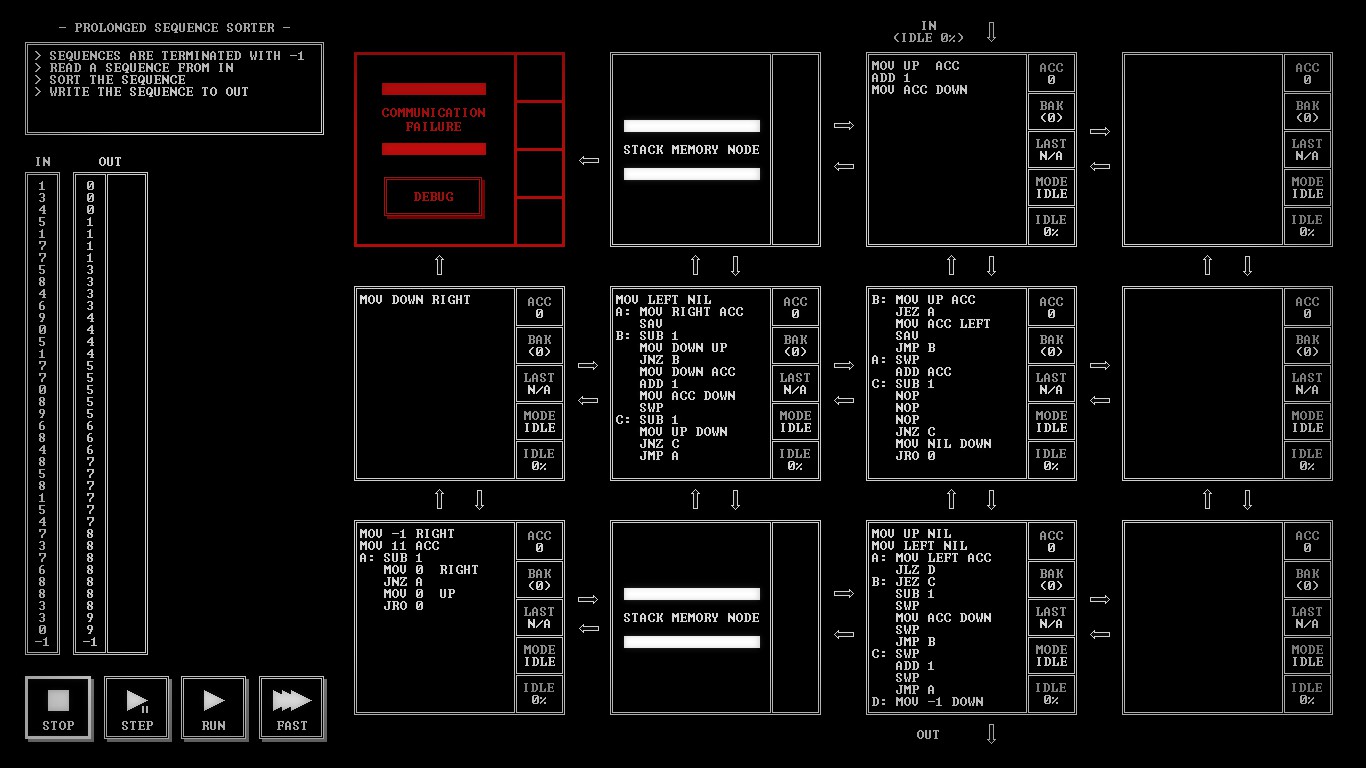 - PROLONGED SEQUENCE SORTER -
> SEQUENCES ARE TERMINATED WITH -1
> READ A SEQUENCE FROM IN
> SORT THE SEQUENCE
> WRITE THE SEQUENCE TO OUT
IN OUT
1 0
3 0
4 0
5 1
1 1
7 1
7 1
5 3
8 3
4 3
6 3
9 4
0 4
5 4
1 4
7 5
7 5
0 5
8 5
9 5
6 6
8 6
4 6
8 7
5 7
8 7
1 7
5 7
4 7
7 8
3 8
7 8
6 8
8 8
8 8
3 8
3 9
0 9
-1 -1
STOP
STEP
RUN
FAST
COMMUNICATION
FAILURE
DEBUG
STACK MEMORY NODE
IN
(IDLE 0%)
MOV UP  ACC
ADD 1
MOV ACC DOWN
ACC
0
BAK
(0)
LAST
N/A
MODE
IDLE
IDLE
0%
ACC
0
BAK
(0)
LAST
N/A
MODE
IDLE
IDLE
0%
MOV DOWN RIGHT
ACC
0
BAK
(0)
LAST
N/A
MODE
IDLE
IDLE
0%
MOV LEFT NIL
A: MOV RIGHT ACC
SAV
B: SUB 1
MOV DOWN UP
JNZ B
MOV DOWN ACC
ADD 1
MOV ACC DOWN
SWP
C: SUB 1
MOV UP DOWN
JNZ C
JMP A
ACC
0
BAK
(0)
LAST
N/A
MODE
IDLE
IDLE
0%
B: MOV UP ACC
JEZ A
MOV ACC LEFT
SAV
JMP B
A: SWP
ADD ACC
C: SUB 1
NOP
NOP
NOP
JNZ C
MOV NIL DOWN
JRO 0
ACC
0
BAK
(0)
LAST
N/A
MODE
IDLE
IDLE
0%
ACC
0
BAK
(0)
LAST
N/A
MODE
IDLE
IDLE
0%
MOV -1 RIGHT
MOV 11 ACC
A: SUB 1
MOV 0  RIGHT
JNZ A
MOV 0  UP
JRO 0
ACC
0
BAK
(0)
LAST
N/A
MODE
IDLE
IDLE
0%
STACK MEMORY NODE
MOV UP NIL
MOV LEFT NIL
A: MOV LEFT ACC
JLZ D
B: JEZ C
SUB 1
SWP
MOV ACC DOWN
SWP
JMP B
C: SWP
ADD 1
SWP
JMP A
D: MOV -1 DOWN
ACC
0
BAK
(0)
LAST
N/A
MODE
IDLE
IDLE
0%
ACC
0
BAK
(0)
LAST
N/A
MODE
IDLE
IDLE
0%
OUT